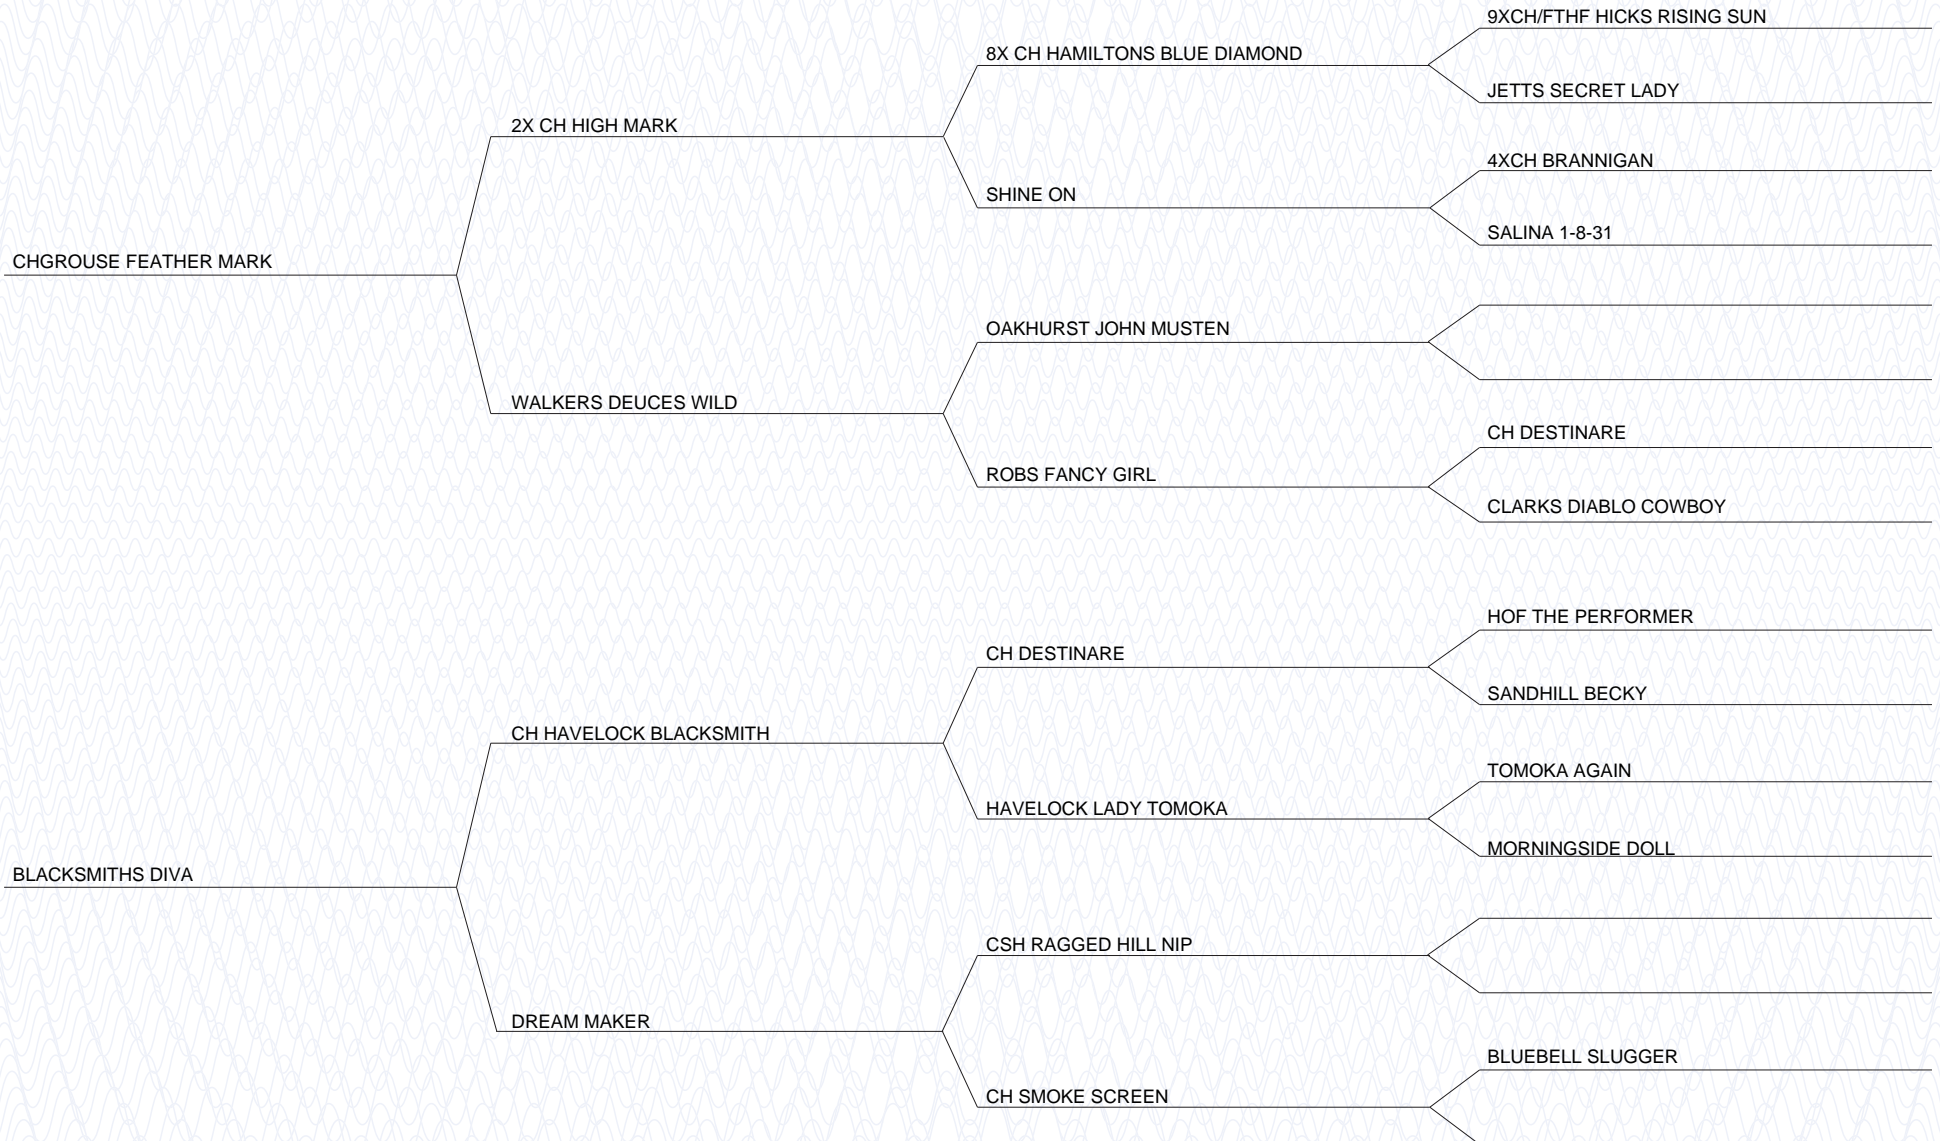 9XCH/FTHF HICKS RISING SUN
8X CH HAMILTONS BLUE DIAMOND
JETTS SECRET LADY
2X CH HIGH MARK
4XCH BRANNIGAN
SHINE ON
SALINA 1-8-31
CHGROUSE FEATHER MARK
OAKHURST JOHN MUSTEN
WALKERS DEUCES WILD
CH DESTINARE
ROBS FANCY GIRL
CLARKS DIABLO COWBOY
HOF THE PERFORMER
CH DESTINARE
SANDHILL BECKY
CH HAVELOCK BLACKSMITH
TOMOKA AGAIN
HAVELOCK LADY TOMOKA
MORNINGSIDE DOLL
BLACKSMITHS DIVA
CSH RAGGED HILL NIP
DREAM MAKER
BLUEBELL SLUGGER
CH SMOKE SCREEN